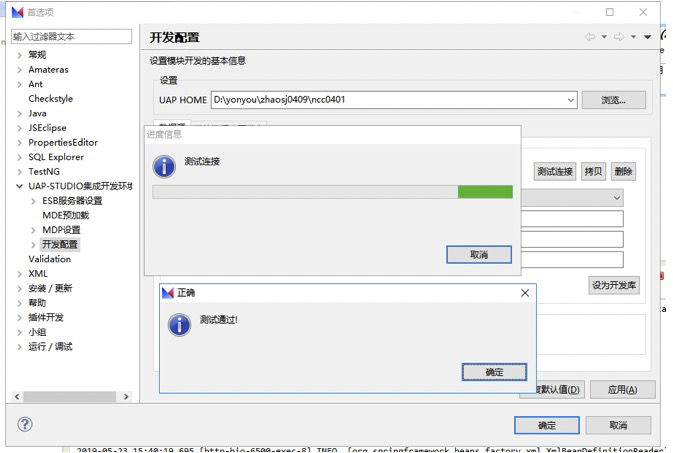 首选项
输入过滤器文本
常规
Amateras
Ant
Checkstyle
Java
JSEclipse
PropertiesEditor
SQL Explorer
TestNG
UAP-STUDIO集成开发环境
ESB服务器设置
MDE预加载
MDP设置
开发配置
Validation
XML
安装 / 更新
帮助
插件开发
小组
运行 / 调试
开发配置
设置模块开发的基本信息
设置
UAP HOME D:\yonyou\zhaosj0409\ncc0401 浏览...
进度信息
测试连接
取消
测试连接 拷贝 删除
设为开发库
正确
测试通过!
确定
默认值(D) 应用(A)
确定 取消
2019-05-23 15:40:19,695 [http-bio-6500-exec-8] INFO [org.springframework.beans.factory.xml.XmlBeanDefinitionReader]